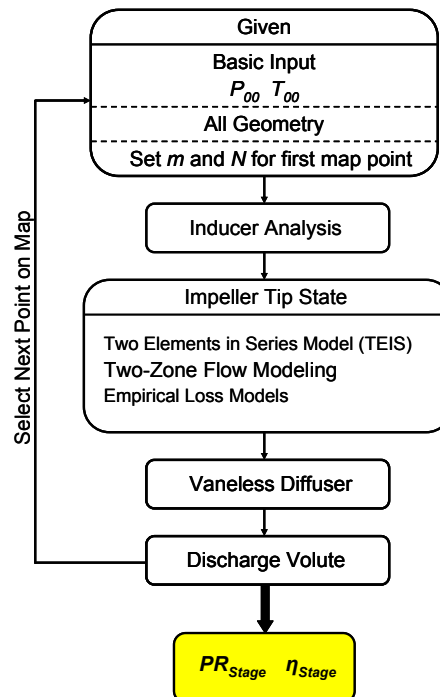 Given
Basic Input
P00 T00
All Geometry
Set m and N for first map point
Inducer Analysis
Impeller Tip State
Two Elements in Series Model (TEIS)
Two-Zone Flow Modeling
Empirical Loss Models
Vaneless Diffuser
Discharge Volute
PRStage ηStage
Select Next Point on Map